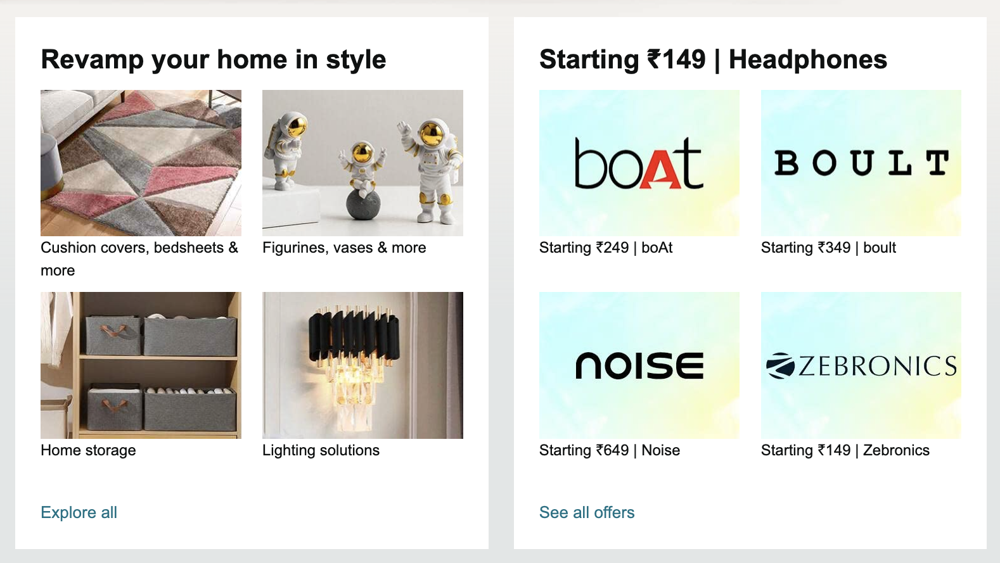 Revamp your home in style
Cushion covers, bedsheets &
more
Figurines, vases & more
Home storage
Lighting solutions
Explore all
Starting ₹149 | Headphones
boAt
BOULT
Starting ₹249 | boAt
Starting ₹349 | boult
noise
ZEBRONICS
Starting ₹649 | Noise
Starting ₹149 | Zebronics
See all offers